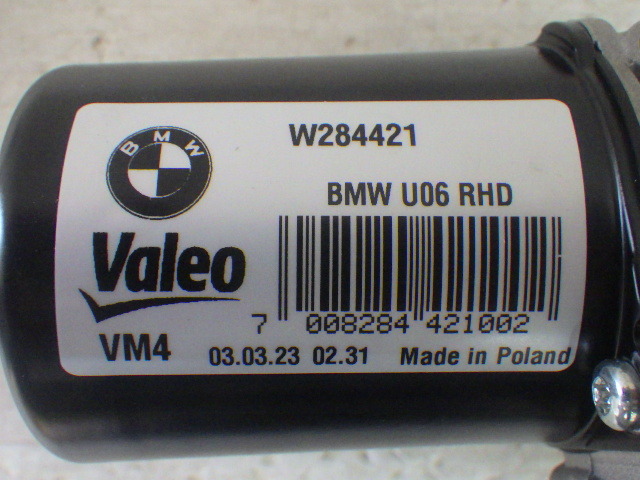 W284421
BMW
BMW U06 RHD
Valeo
7 008284 421002
VM4 03.03.23 02.31 Made in Poland